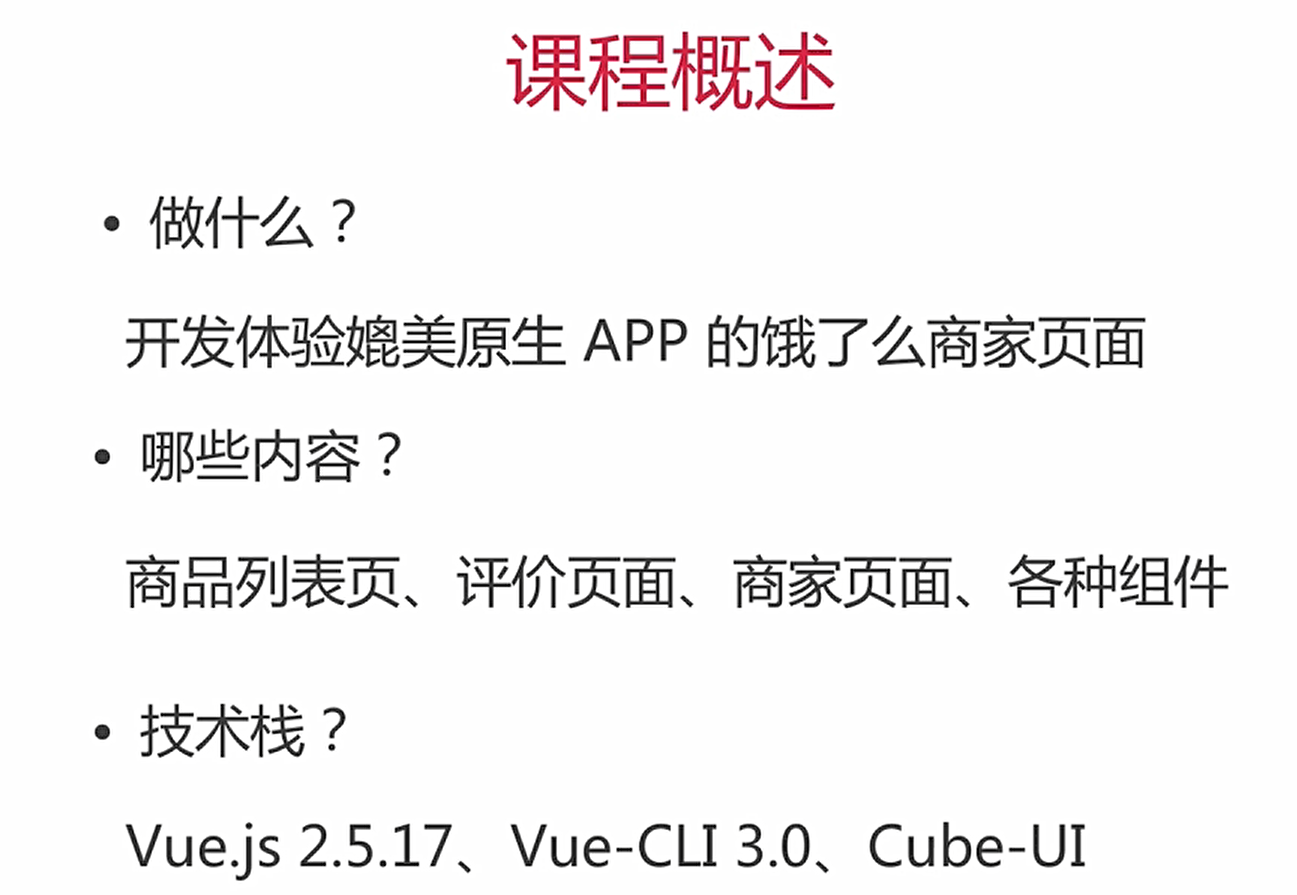 课程概述
• 做什么？
开发体验媲美原生 APP 的饿了么商家页面
• 哪些内容？
商品列表页、评价页面、商家页面、各种组件
• 技术栈？
Vue.js 2.5.17、Vue-CLI 3.0、Cube-UI